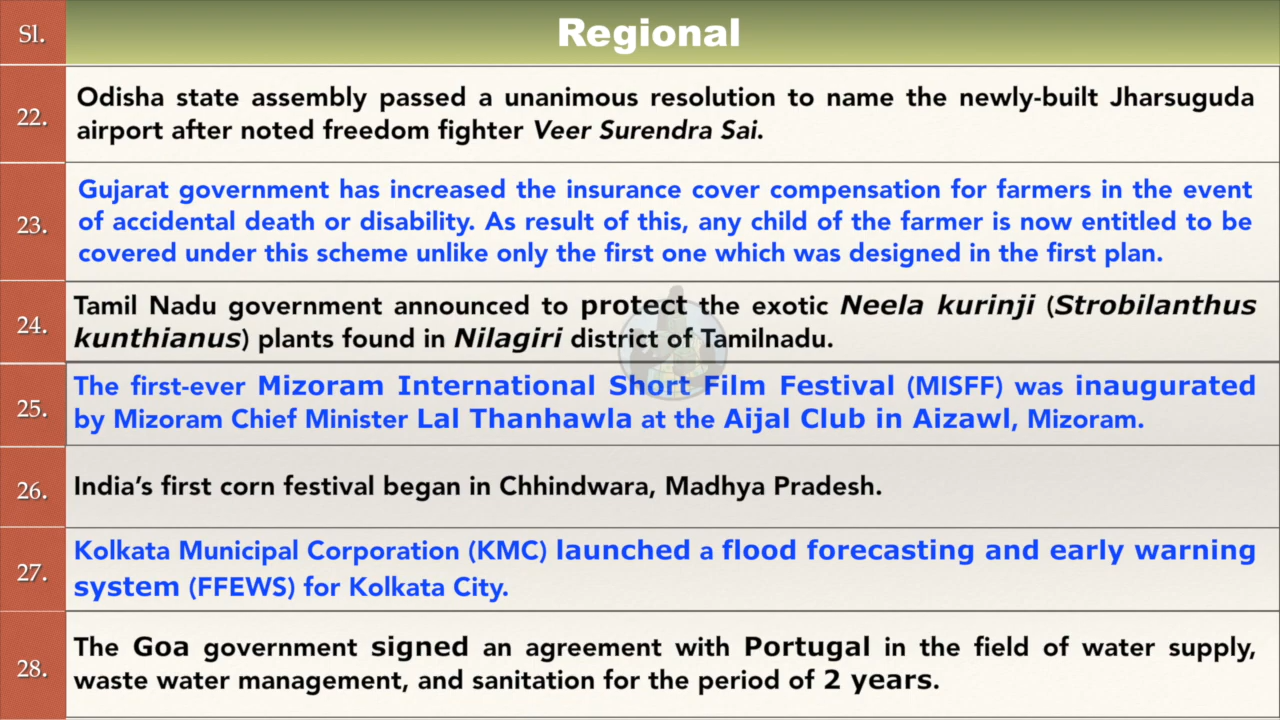 Sl.
Regional
22.
Odisha state assembly passed a unanimous resolution to name the newly-built Jharsuguda
airport after noted freedom fighter Veer Surendra Sai.
23.
Gujarat government has increased the insurance cover compensation for farmers in the event
of accidental death or disability. As result of this, any child of the farmer is now entitled to be
covered under this scheme unlike only the first one which was designed in the first plan.
24.
Tamil Nadu government announced to protect the exotic Neela kurinji (Strobilanthus
kunthianus) plants found in Nilagiri district of Tamilnadu.
25.
The first-ever Mizoram International Short Film Festival (MISFF) was inaugurated
by Mizoram Chief Minister Lal Thanhawla at the Aijal Club in Aizawl, Mizoram.
26.
India’s first corn festival began in Chhindwara, Madhya Pradesh.
27.
Kolkata Municipal Corporation (KMC) launched a flood forecasting and early warning
system (FFEWS) for Kolkata City.
28.
The Goa government signed an agreement with Portugal in the field of water supply,
waste water management, and sanitation for the period of 2 years.